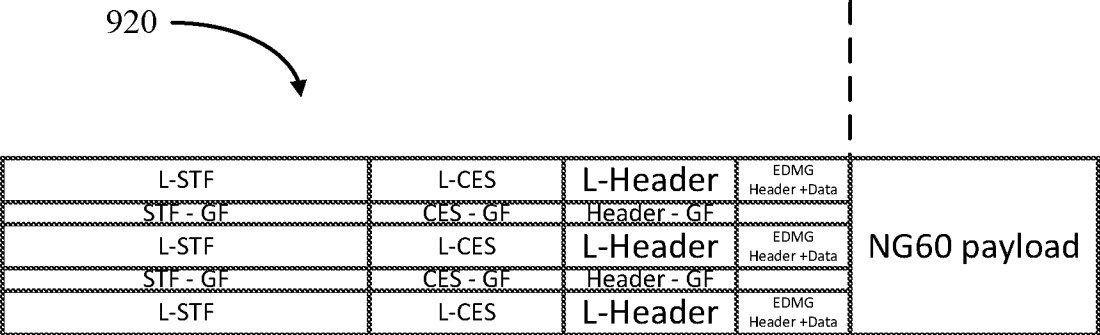 920
L-STF L-CES L-Header EDMG
Header +Data
STF - GF CES - GF Header - GF
L-STF L-CES L-Header EDMG
Header +Data
NG60 payload
STF - GF CES - GF Header - GF
L-STF L-CES L-Header EDMG
Header +Data